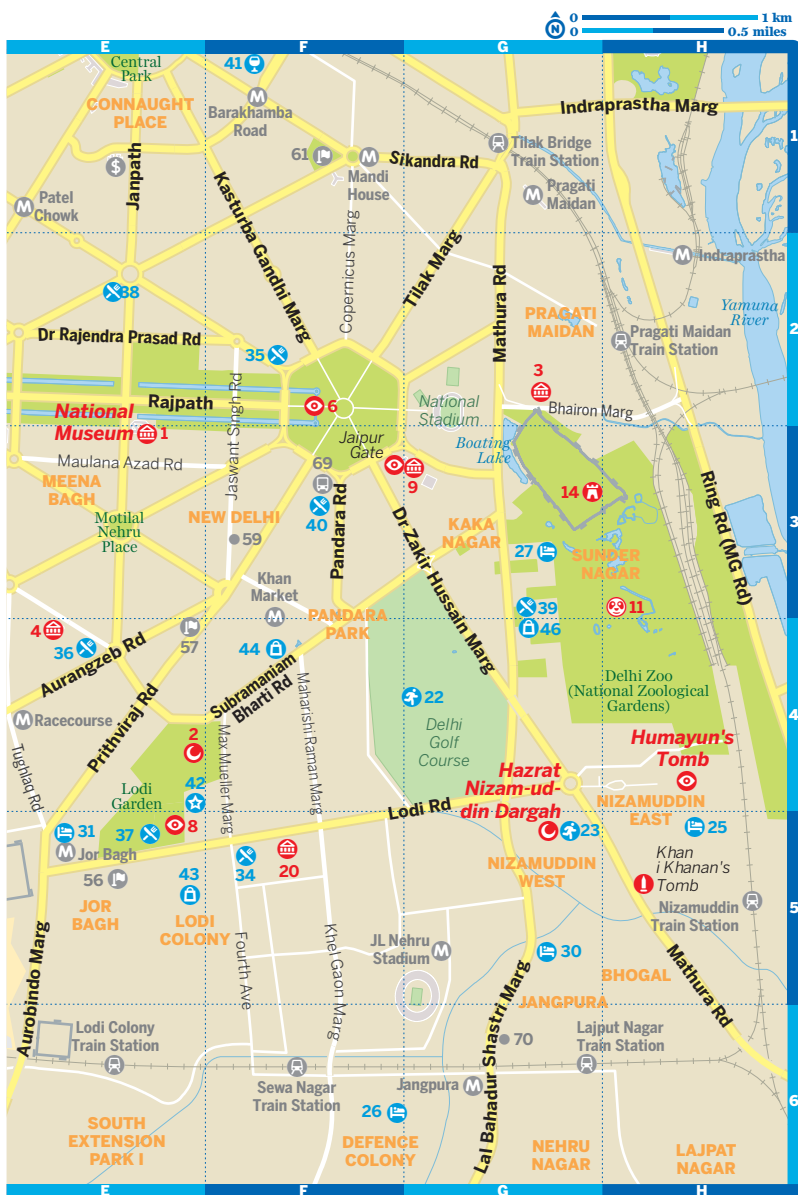 0 1 km
N 0 0.5 miles
E F G H
Central
Park
41
CONNAUGHT
PLACE
Barakhamba
Road
Indraprastha Marg
1
61
Mandi
House
Sikandra Rd
Tilak Bridge
Train Station
$
Janpath
Patel
Chowk
Pragati
Maidan
Kasturba Gandhi Marg
Copernicus Marg
Tilak Marg
Mathura Rd
Indraprastha
38
Yamuna
River
PRAGATI
MAIDAN
Dr Rajendra Prasad Rd
35
Pragati Maidan
Train Station
2
3
Rajpath
6
National
Stadium
Bhairon Marg
National
Museum 1
Jaswant Singh Rd
Jaipur
Gate
Boating
Lake
Maulana Azad Rd
69
9
MEENA
BAGH
14
Ring Rd (MG Rd)
Motilal
Nehru
Place
NEW DELHI
40
Pandara Rd
Dr Zakir Hussain Marg
KAKA
NAGAR
3
59
27
SUNDER
NAGAR
Khan
Market
39
11
PANDARA
PARK
46
4
57
36
44
Aurangzeb Rd
Subramaniam
Bharti Rd
Delhi Zoo
(National Zoological
Gardens)
22
Racecourse
Prithviraj Rd
Maharishi Raman Marg
4
Delhi
Golf
Course
2
Max Mueller Marg
Humayun's
Tomb
Tughlaq Rd
42
Hazrat
Nizam-ud-
din Dargah
Lodi
Garden
NIZAMUDDIN
EAST
Lodi Rd
31
37
8
23
25
Jor Bagh
34
20
Khan
i Khanan's
Tomb
56
43
NIZAMUDDIN
WEST
JOR
BAGH
LODI
COLONY
Nizamuddin
Train Station
5
Aurobindo Marg
Fourth Ave
Khel Gaon Marg
JL Nehru
Stadium
30
BHOGAL
Mathura Rd
JANGPURA
Lal Bahadur Shastri Marg
Lodi Colony
Train Station
70
Lajput Nagar
Train Station
Sewa Nagar
Train Station
Jangpura
26
6
SOUTH
EXTENSION
PARK I
DEFENCE
COLONY
NEHRU
NAGAR
LAJPAT
NAGAR
E F G H